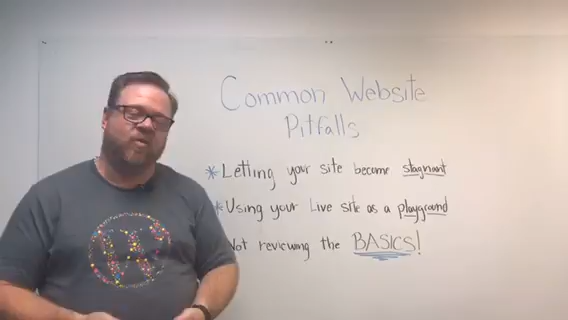 Common Website
Pitfalls
* Letting your site become stagnant
* Using your Live site as a playground
Not reviewing the BASICS!